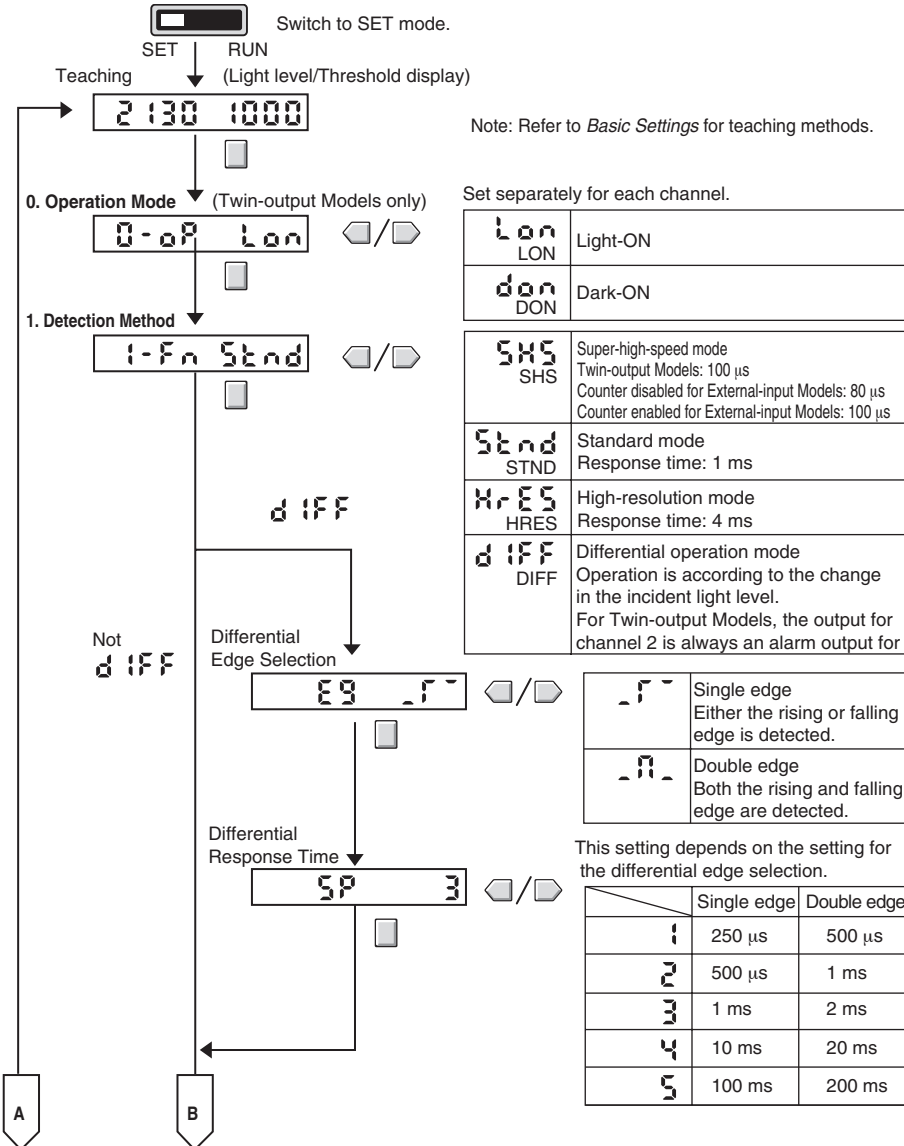 Switch to SET mode.
SET RUN
Teaching (Light level/Threshold display)
2130 1000
Note: Refer to Basic Settings for teaching methods.
0. Operation Mode (Twin-output Models only)
0-oP Lon /
Set separately for each channel.
Lon
LON
Light-ON
don
DON
Dark-ON
1. Detection Method
1-Fn Stnd /
SHS
SHS
Super-high-speed mode
Twin-output Models: 100 μs
Counter disabled for External-input Models: 80 μs
Counter enabled for External-input Models: 100 μs
Stnd
STND
Standard mode
Response time: 1 ms
HrES
HRES
High-resolution mode
Response time: 4 ms
dIFF
DIFF
Differential operation mode
Operation is according to the change
in the incident light level.
For Twin-output Models, the output for
channel 2 is always an alarm output for
dIFF
Not
dIFF
Differential
Edge Selection
Eg /
Single edge
Either the rising or falling
edge is detected.
Double edge
Both the rising and falling
edge are detected.
Differential
Response Time
SP 3 /
This setting depends on the setting for
the differential edge selection.
Single edge Double edge
1 250 μs 500 μs
2 500 μs 1 ms
3 1 ms 2 ms
4 10 ms 20 ms
5 100 ms 200 ms
A B